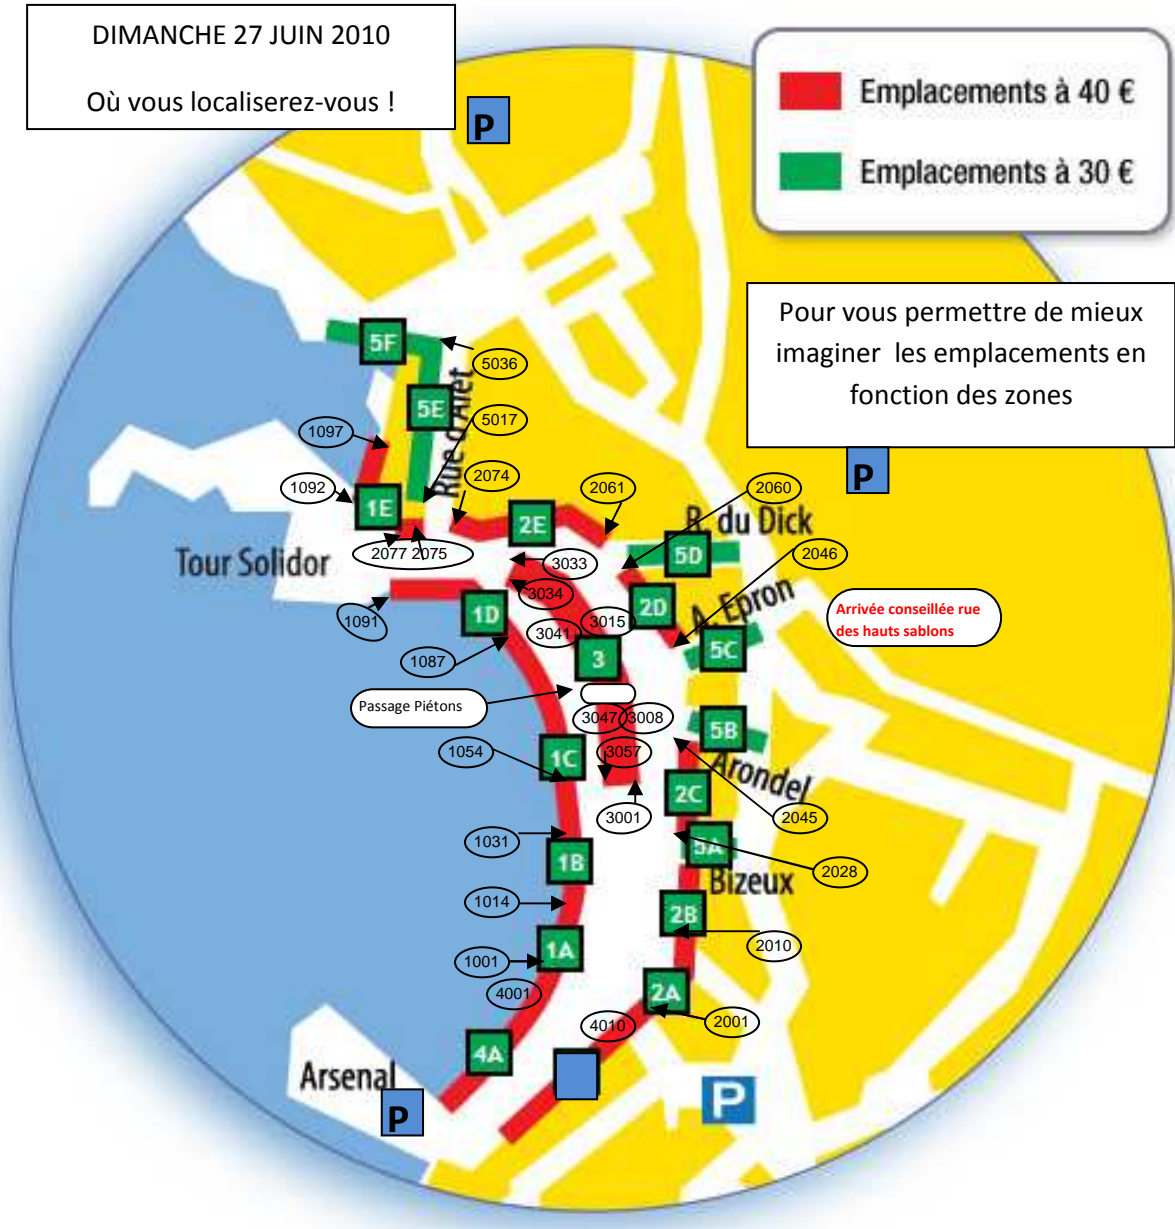 DIMANCHE 27 JUIN 2010
Où vous localiserez-vous !
P
Emplacements à 40 €
Emplacements à 30 €
Pour vous permettre de mieux
imaginer les emplacements en
fonction des zones
P
5F
5036
Rue d'Alet
5E
5017
1097
2074
2061
2060
1092
1E
2E
R. du Dick
2077 2075
5D
2046
Tour Solidor
3033
3034
2D
A. Epron
1091
1D
3015
3041
Arrivée conseillée rue
des hauts sablons
1087
3
5C
Passage Piétons
3047
3008
5B
1054
3057
1C
Arondel
2C
3001
2045
1031
5A
1B
2028
Bizeux
1014
2B
2010
1A
1001
4001
2A
4010
2001
4A
Arsenal
P
P